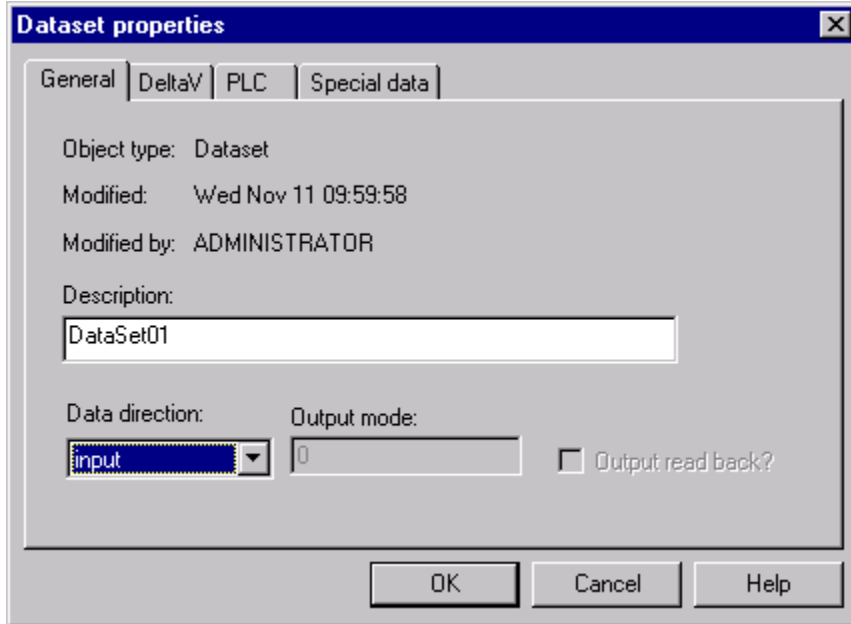 Dataset properties
General DeltaV PLC Special data
Object type: Dataset
Modified: Wed Nov 11 09:59:58
Modified by: ADMINISTRATOR
Description:
DataSet01
Data direction: Output mode:
input 0 Output read back?
OK Cancel Help